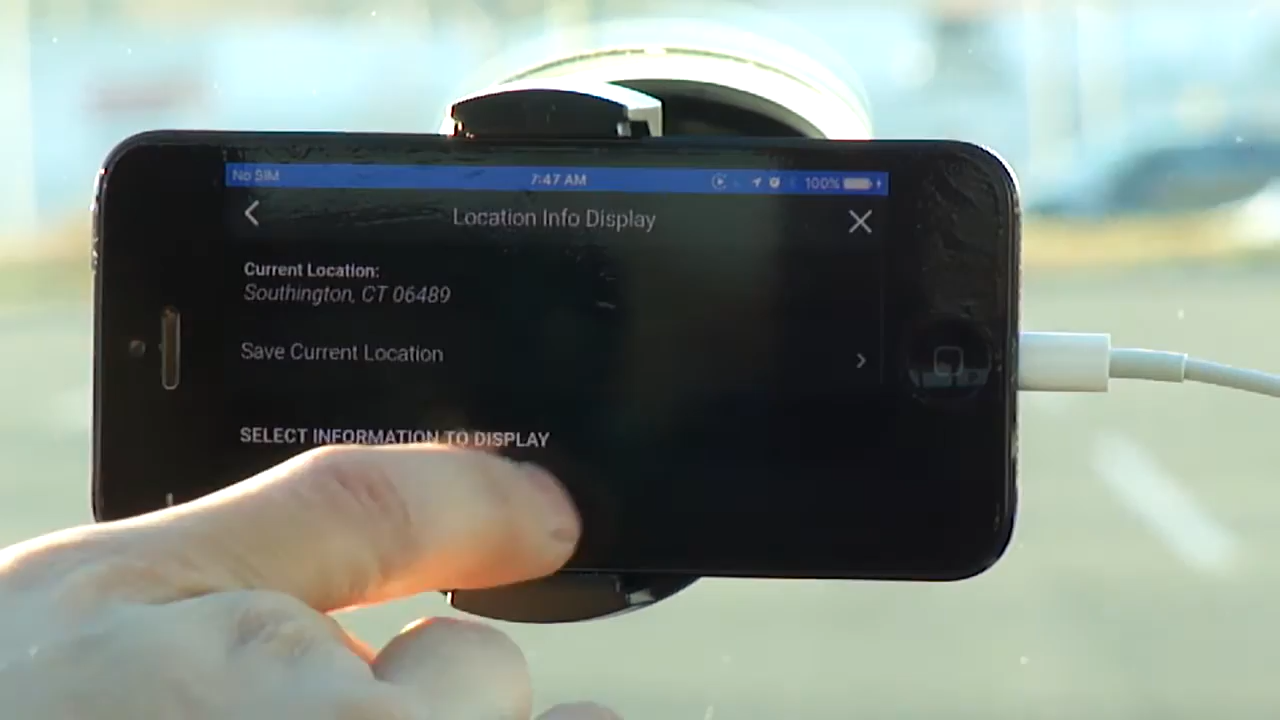 No SIM 7:47 AM 100%
Location Info Display
Current Location:
Southington, CT 06489
Save Current Location
SELECT INFORMATION TO DISPLAY